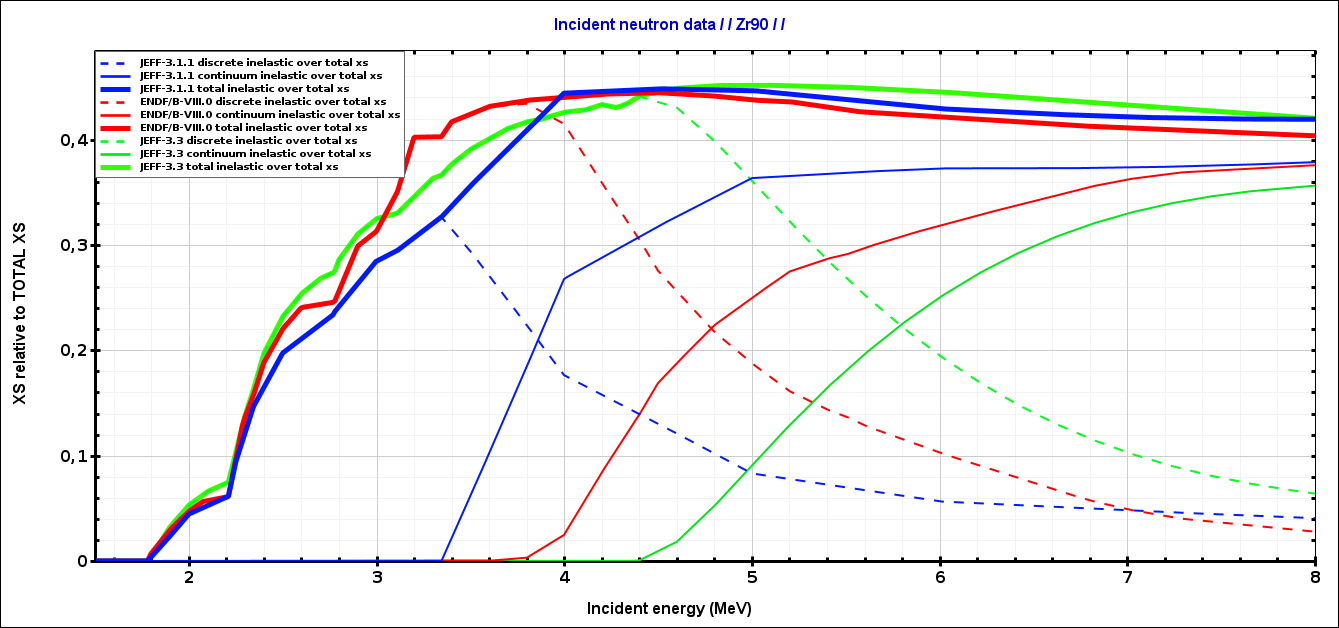 Incident neutron data / / Zr90 / /
JEFF-3.1.1 discrete inelastic over total xs
JEFF-3.1.1 continuum inelastic over total xs
JEFF-3.1.1 total inelastic over total xs
ENDF/B-VIII.0 discrete inelastic over total xs
ENDF/B-VIII.0 continuum inelastic over total xs
ENDF/B-VIII.0 total inelastic over total xs
JEFF-3.3 discrete inelastic over total xs
JEFF-3.3 continuum inelastic over total xs
JEFF-3.3 total inelastic over total xs
XS relative to TOTAL XS
0,4
0,3
0,2
0,1
0
2 3 4 5 6 7 8
Incident energy (MeV)